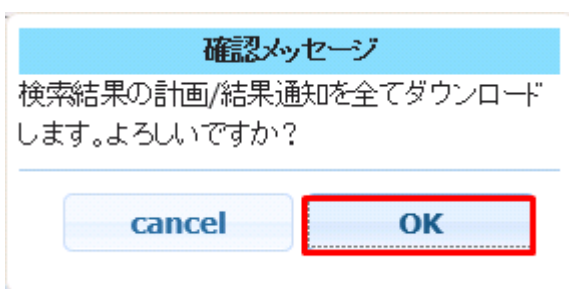 確認メッセージ
検索結果の計画/結果通知を全てダウンロード
します。よろしいですか？
cancel
OK